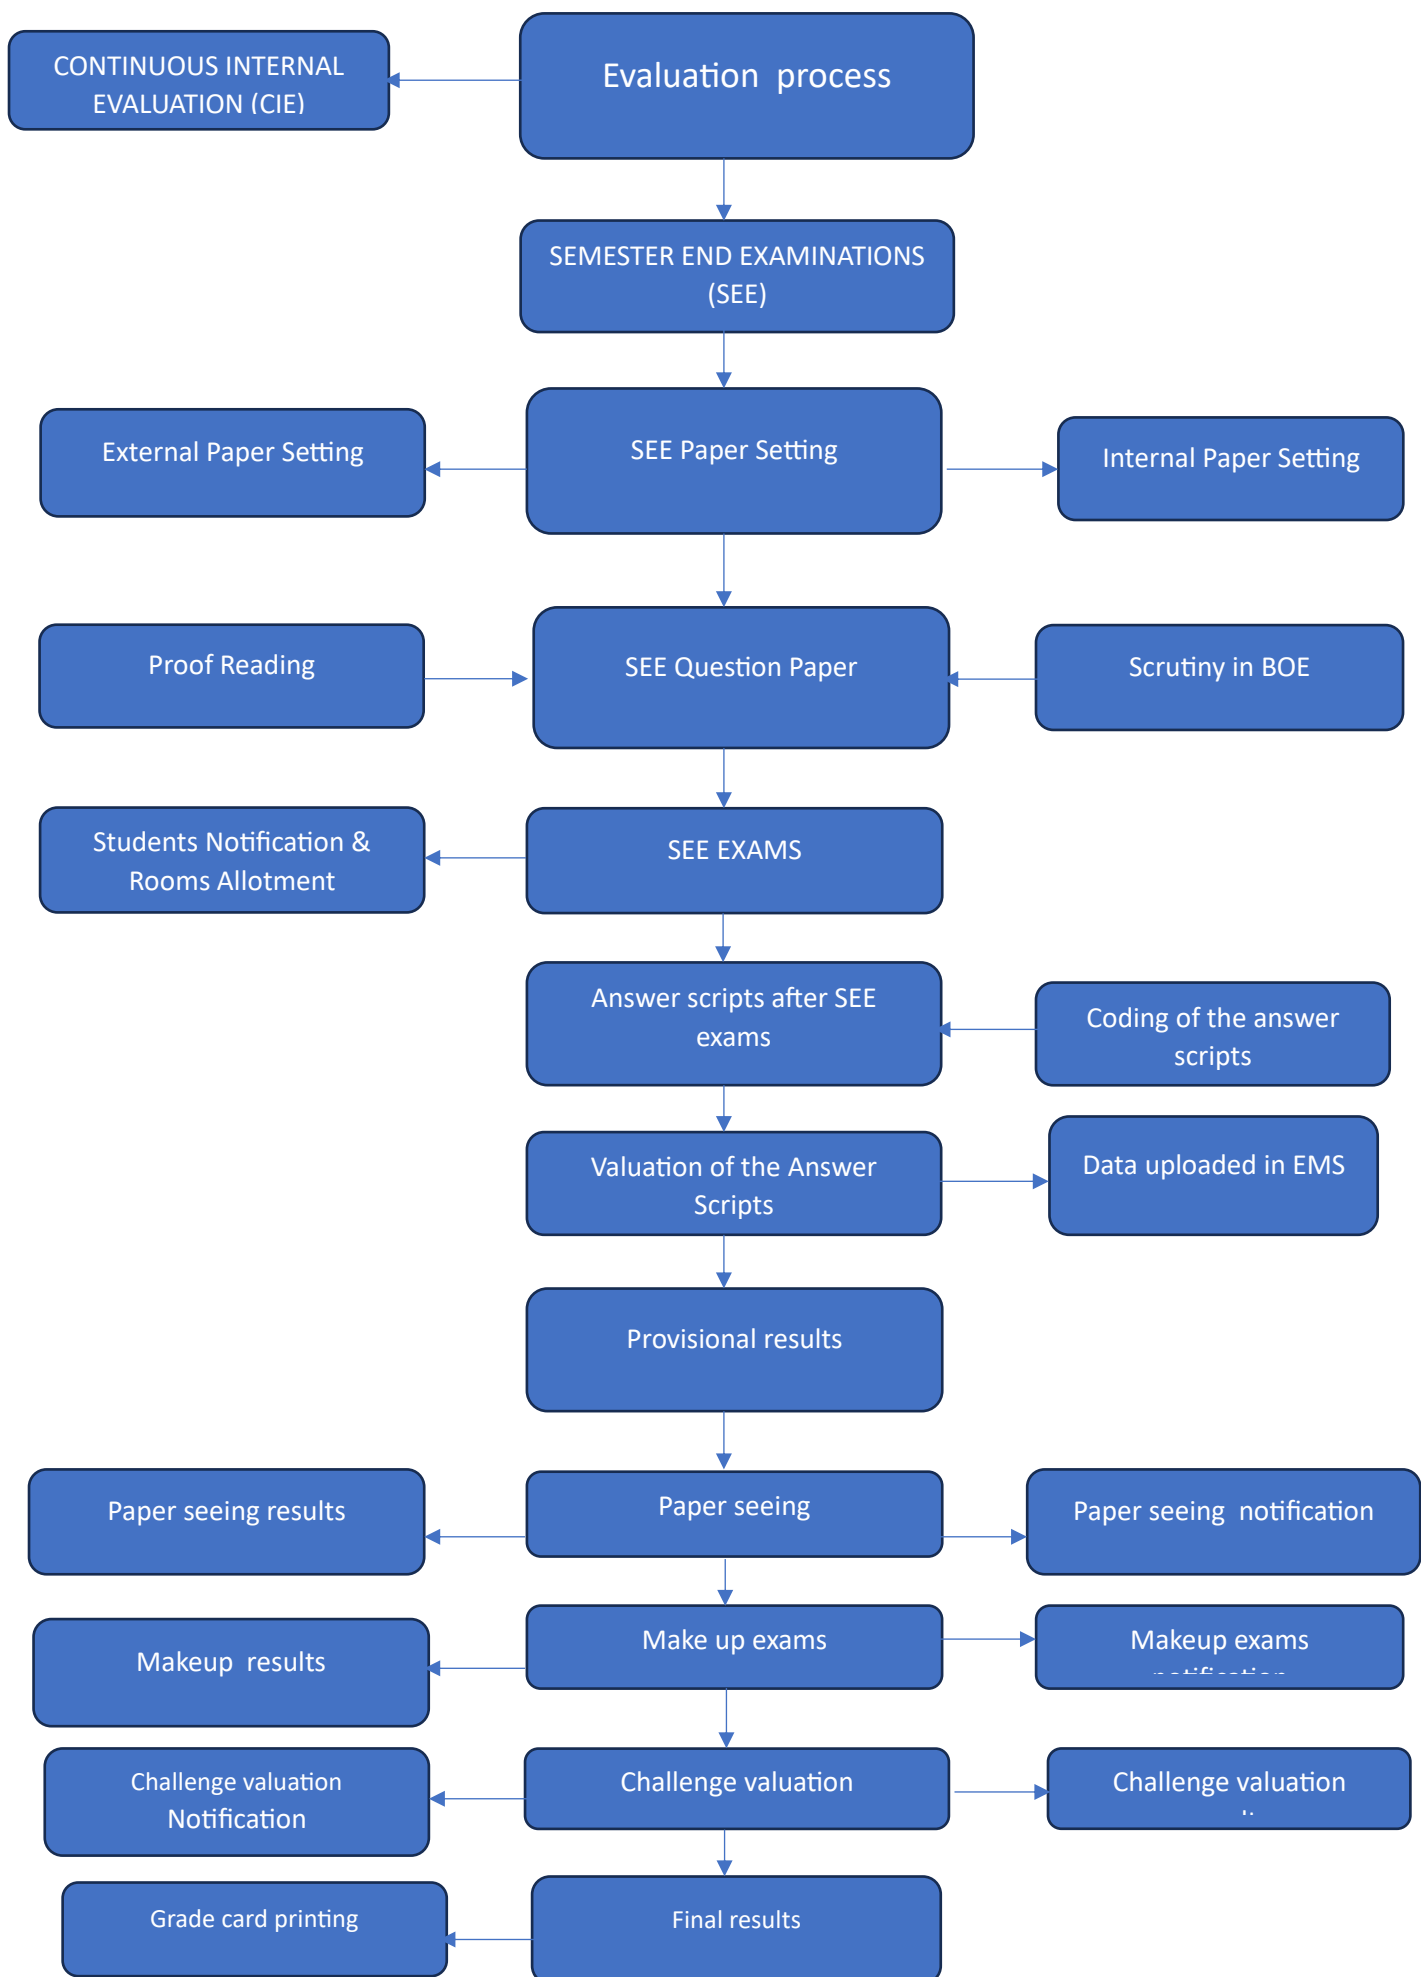 CONTINUOUS INTERNAL
EVALUATION (CIE)
Evaluation process
SEMESTER END EXAMINATIONS
(SEE)
External Paper Setting
SEE Paper Setting
Internal Paper Setting
Proof Reading
SEE Question Paper
Scrutiny in BOE
Students Notification &
Rooms Allotment
SEE EXAMS
Answer scripts after SEE
exams
Coding of the answer
scripts
Valuation of the Answer
Scripts
Data uploaded in EMS
Provisional results
Paper seeing results
Paper seeing
Paper seeing notification
Makeup results
Make up exams
Makeup exams
notification
Challenge valuation
Notification
Challenge valuation
Challenge valuation
Grade card printing
Final results